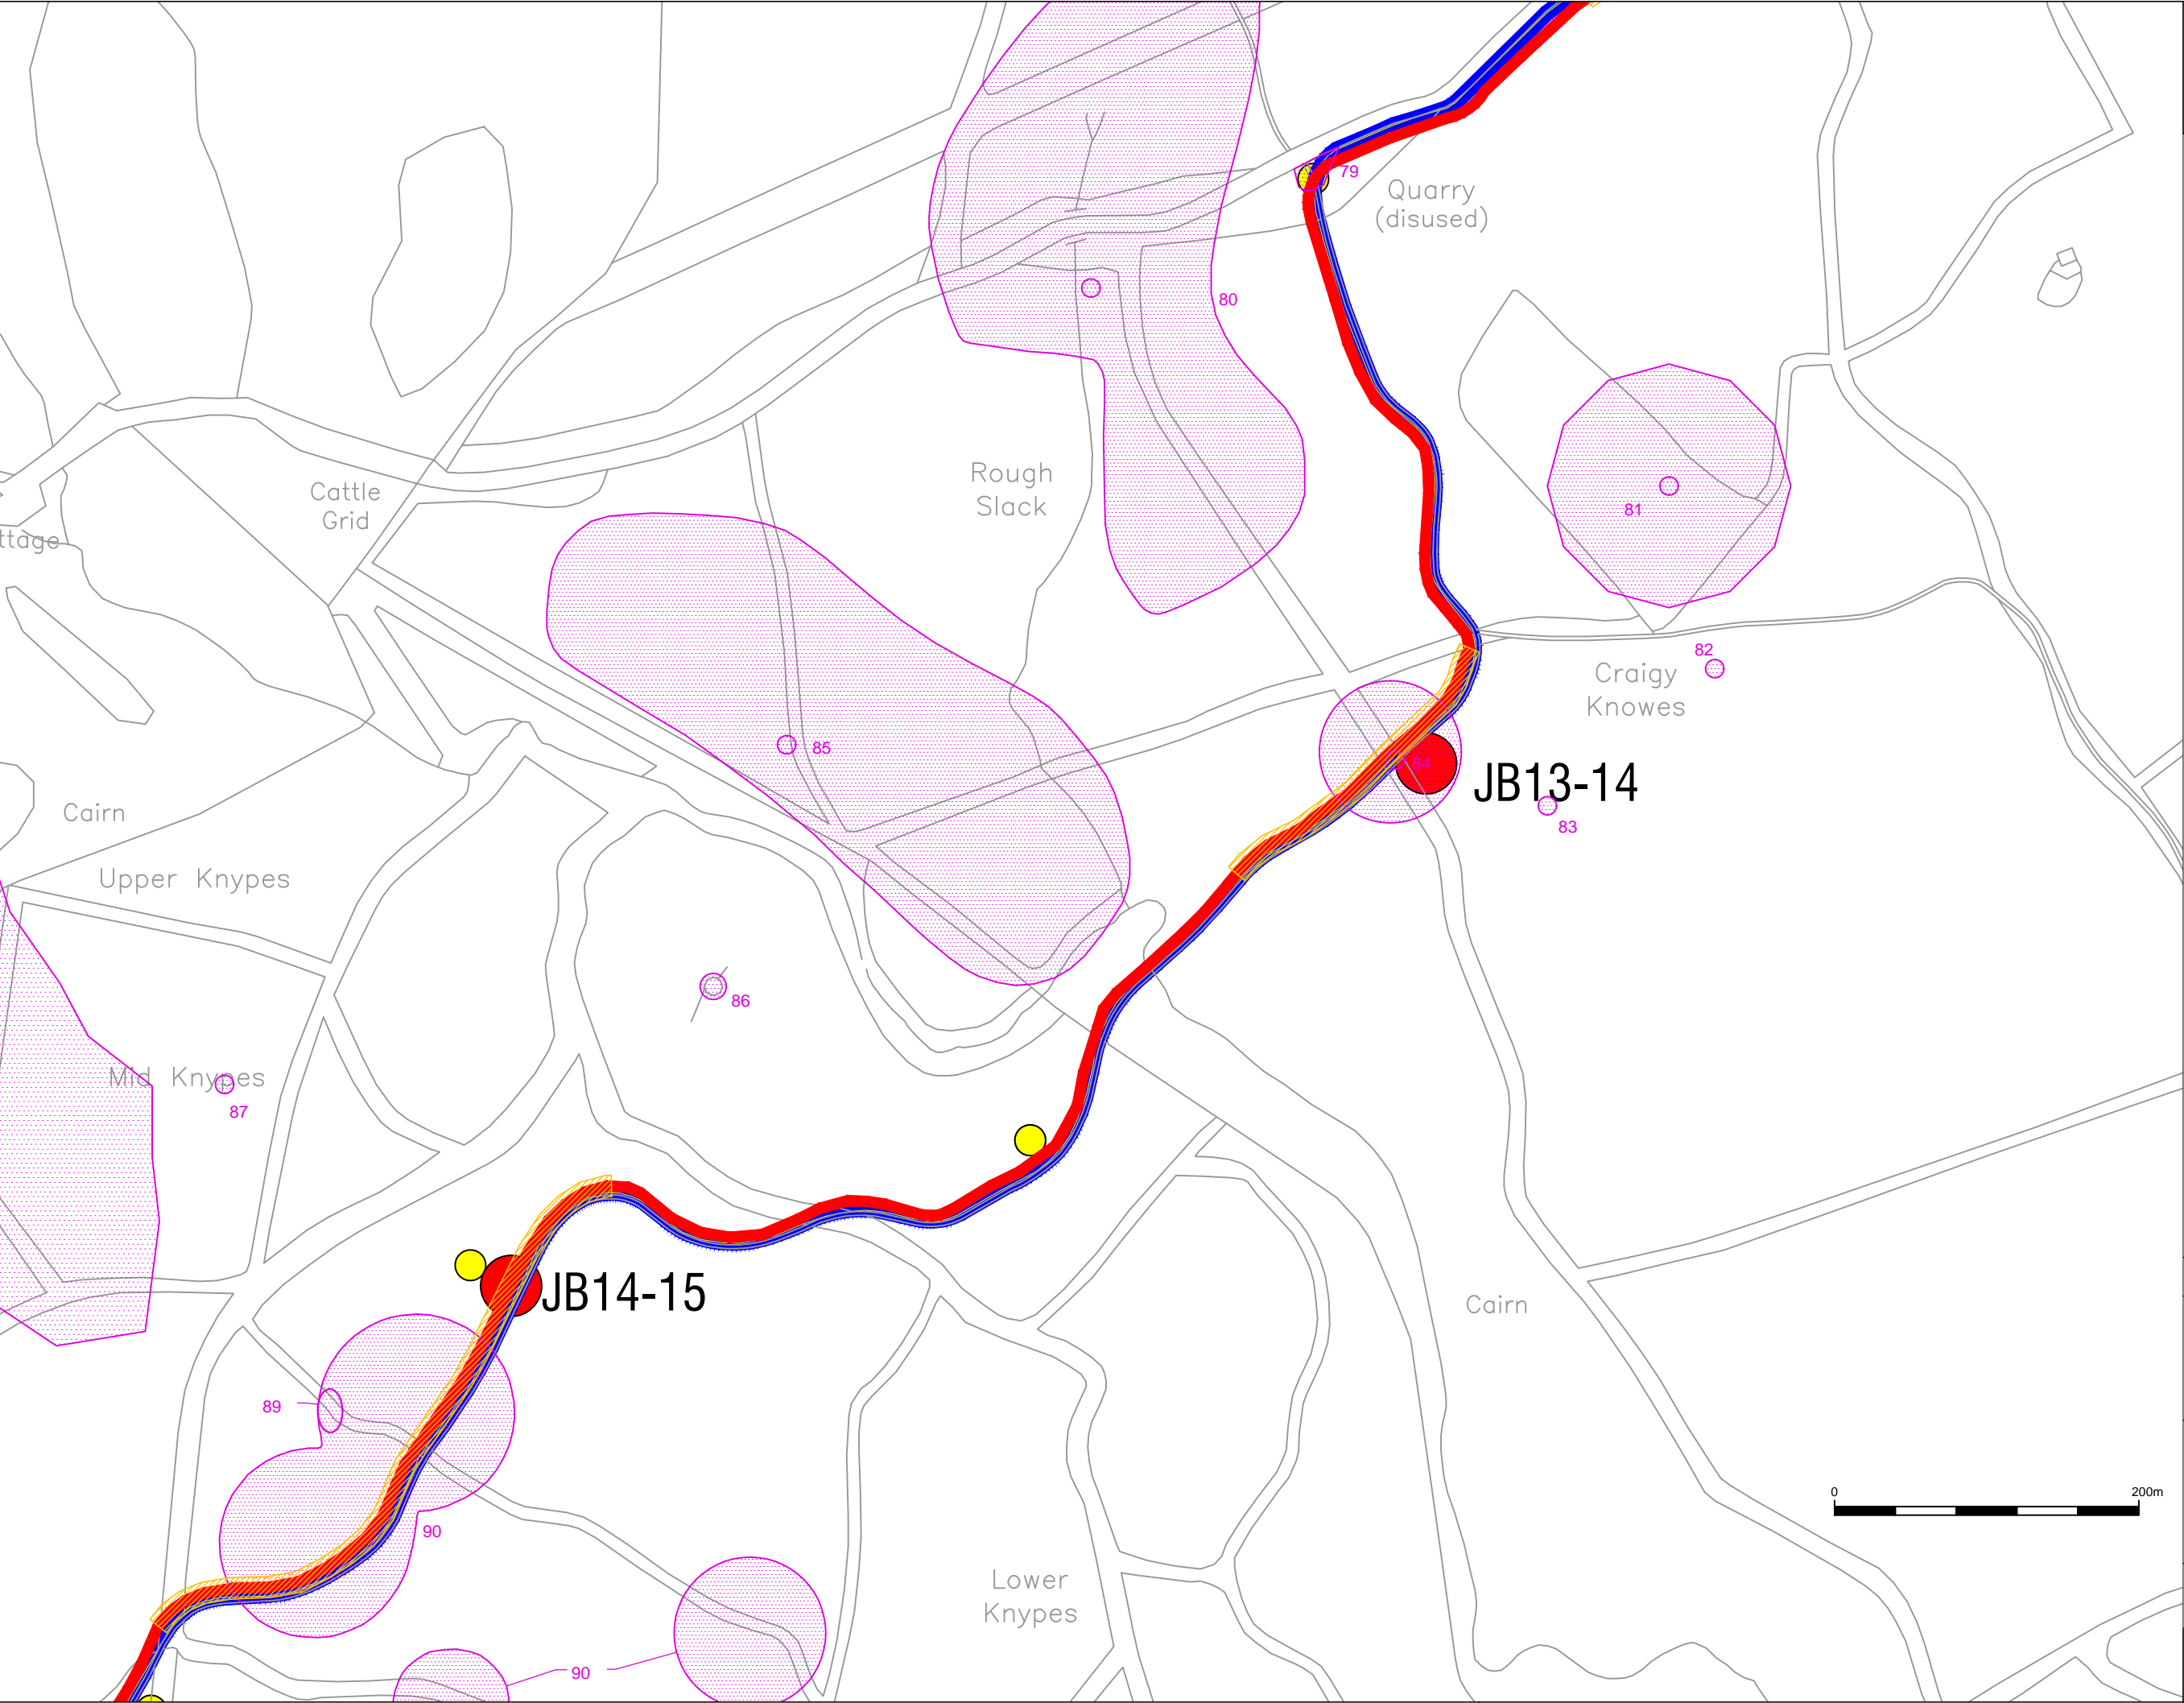 79
Quarry
(disused)
80
Rough
Slack
Cattle
Grid
81
ttage
82
Craigy
Knowes
85
84
JB13-14
83
Cairn
Upper Knypes
86
Mid Knypes
87
JB14-15
Cairn
89
90
0 200m
Lower
Knypes
90